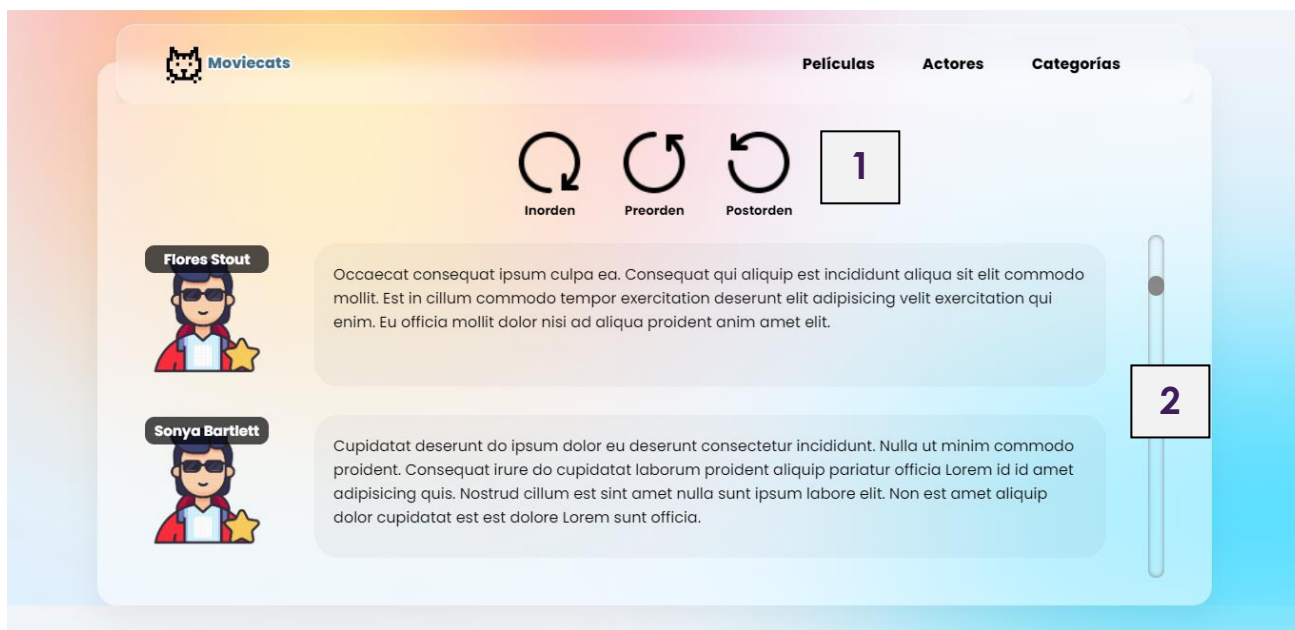 Moviecats
Películas Actores Categorías
1
Inorden Preorden Postorden
Flores Stout
Occaecat consequat ipsum culpa ea. Consequat qui aliquip est incididunt aliqua sit elit commodo
mollit. Est in cillum commodo tempor exercitation deserunt elit adipisicing velit exercitation qui
enim. Eu officia mollit dolor nisi ad aliqua proident anim amet elit.
2
Sonya Bartlett
Cupidatat deserunt do ipsum dolor eu deserunt consectetur incididunt. Nulla ut minim commodo
proident. Consequat irure do cupidatat laborum proident aliquip pariatur officia Lorem id id amet
adipisicing quis. Nostrud cillum est sint amet nulla sunt ipsum labore elit. Non est amet aliquip
dolor cupidatat est est dolore Lorem sunt officia.